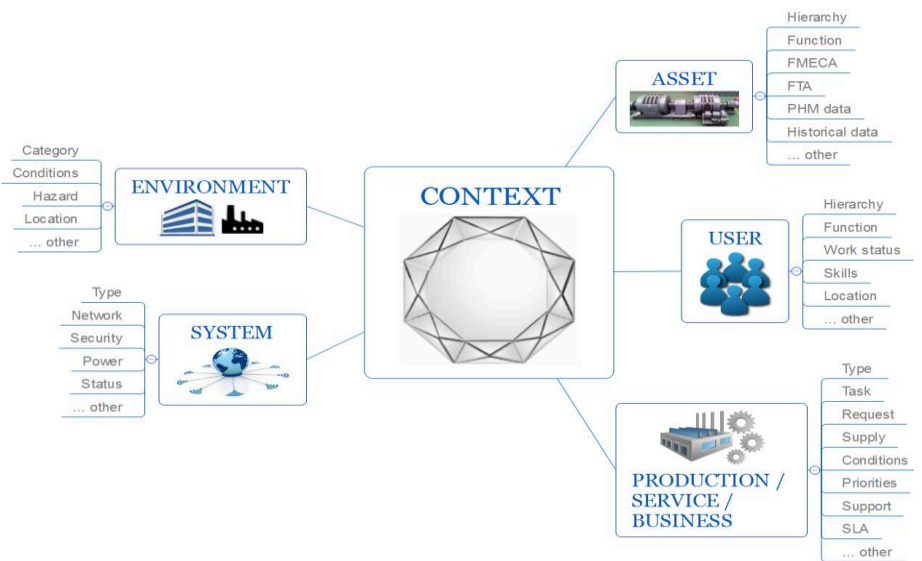 CONTEXT
ASSET
Hierarchy
Function
FMECA
FTA
PHM data
Historical data
... other
USER
Hierarchy
Function
Work status
Skills
Location
... other
PRODUCTION /
SERVICE /
BUSINESS
Type
Task
Request
Supply
Conditions
Priorities
Support
SLA
... other
ENVIRONMENT
Category
Conditions
Hazard
Location
... other
SYSTEM
Type
Network
Security
Power
Status
... other